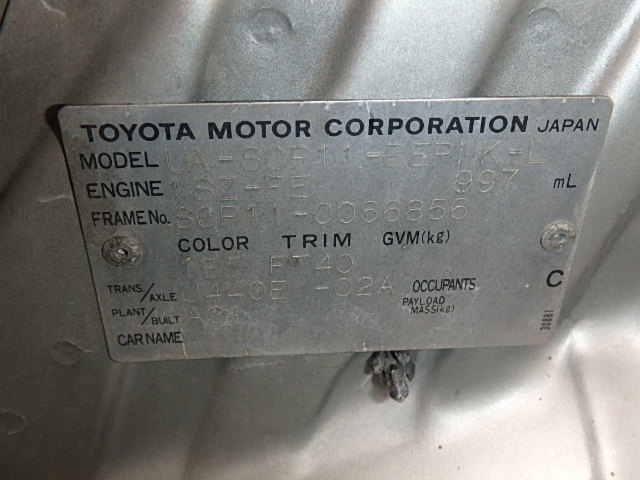 TOYOTA MOTOR CORPORATION JAPAN
MODEL UA-SCP11-BEPNK-L
ENGINE 1SZ-FE 997 mL
FRAME No. SCP11-0066856
COLOR TRIM GVM(kg)
FT40
TRANS./AXLE U440E -02A OCCUPANTS C
PLANT/BUILT A31 PAYLOAD MASS(kg)
CAR NAME
30881